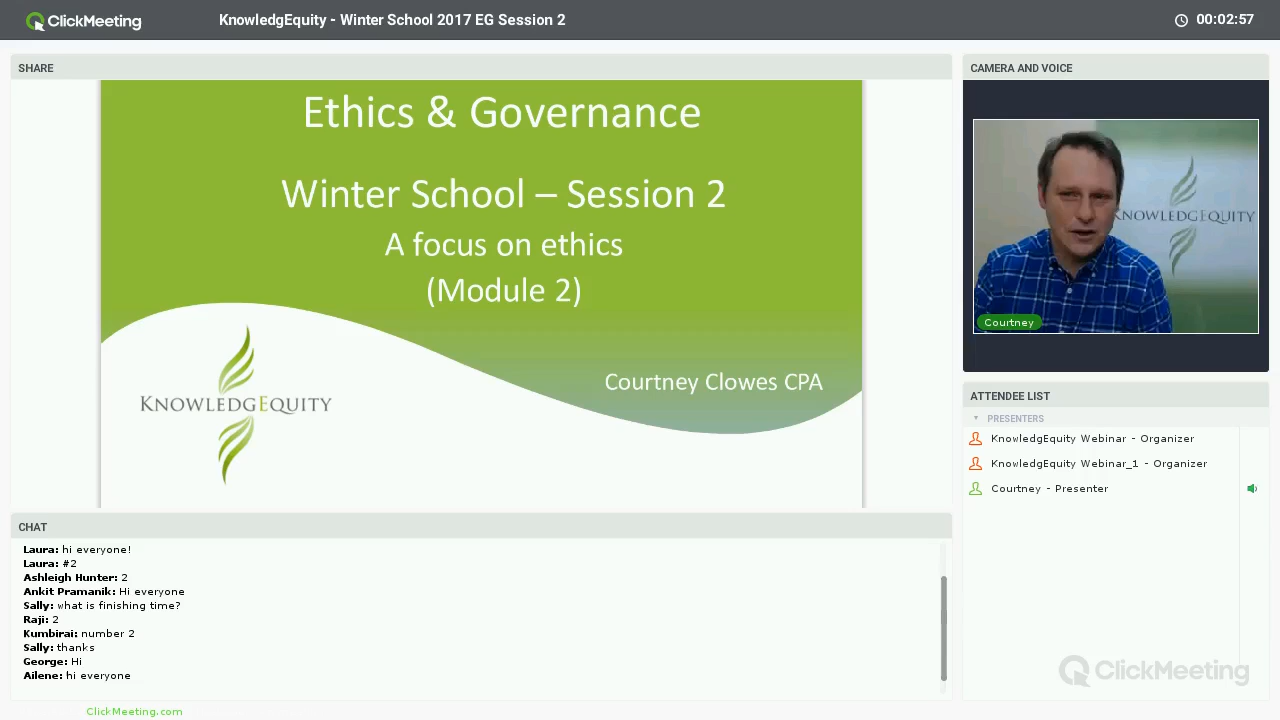 ClickMeeting
KnowledgEquity - Winter School 2017 EG Session 2
00:02:57
SHARE
Ethics & Governance
Winter School – Session 2
A focus on ethics
(Module 2)
Courtney Clowes CPA
KNOWLEDGEQUITY
CHAT
Laura: hi everyone!
Laura: #2
Ashleigh Hunter: 2
Ankit Pramanik: Hi everyone
Sally: what is finishing time?
Raji: 2
Kumbirai: number 2
Sally: thanks
George: Hi
Ailene: hi everyone
ClickMeeting.com
CAMERA AND VOICE
KNOWLEDGEQUITY
Courtney
ATTENDEE LIST
PRESENTERS
KnowledgEquity Webinar - Organizer
KnowledgEquity Webinar_1 - Organizer
Courtney - Presenter
ClickMeeting